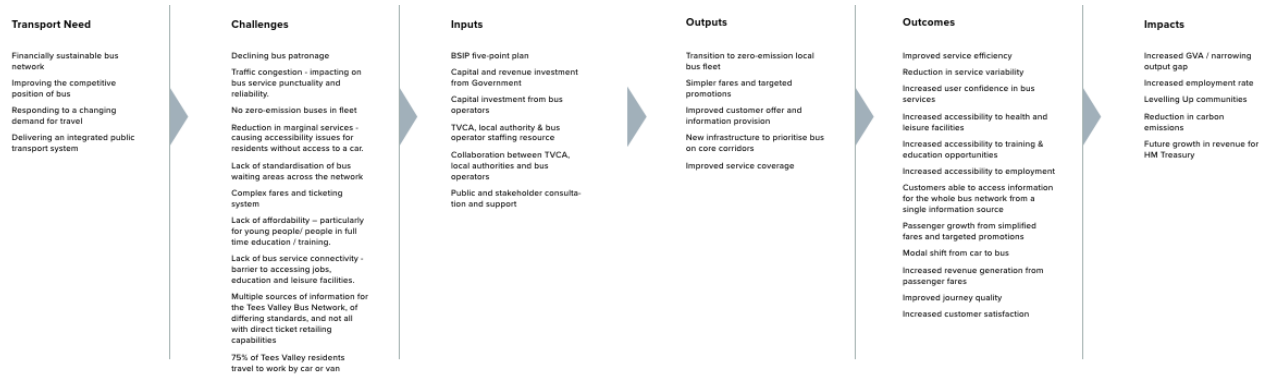 Transport Need
Financially sustainable bus
network
Improving the competitive
position of bus
Responding to a changing
demand for travel
Delivering an integrated public
transport system
Challenges
Declining bus patronage
Traffic congestion - impacting on
bus service punctuality and
reliability.
No zero-emission buses in fleet
Reduction in marginal services -
causing accessibility issues for
residents without access to a car.
Lack of standardisation of bus
waiting areas across the network
Complex fares and ticketing
system
Lack of affordability – particularly
for young people/ people in full
time education / training.
Lack of bus service connectivity -
barrier to accessing jobs,
education and leisure facilities.
Multiple sources of information for
the Tees Valley Bus Network, of
differing standards, and not all
with direct ticket retailing
capabilities
75% of Tees Valley residents
travel to work by car or van
Inputs
BSIP five-point plan
Capital and revenue investment
from Government
Capital investment from bus
operators
TVCA, local authority & bus
operator staffing resource
Collaboration between TVCA,
local authorities and bus
operators
Public and stakeholder consulta-
tion and support
Outputs
Transition to zero-emission local
bus fleet
Simpler fares and targeted
promotions
Improved customer offer and
information provision
New infrastructure to prioritise bus
on core corridors
Improved service coverage
Outcomes
Improved service efficiency
Reduction in service variability
Increased user confidence in bus
services
Increased accessibility to health and
leisure facilities
Increased accessibility to training &
education opportunities
Increased accessibility to employment
Customers able to access information
for the whole bus network from a
single information source
Passenger growth from simplified
fares and targeted promotions
Modal shift from car to bus
Increased revenue generation from
passenger fares
Improved journey quality
Increased customer satisfaction
Impacts
Increased GVA / narrowing
output gap
Increased employment rate
Levelling Up communities
Reduction in carbon
emissions
Future growth in revenue for
HM Treasury